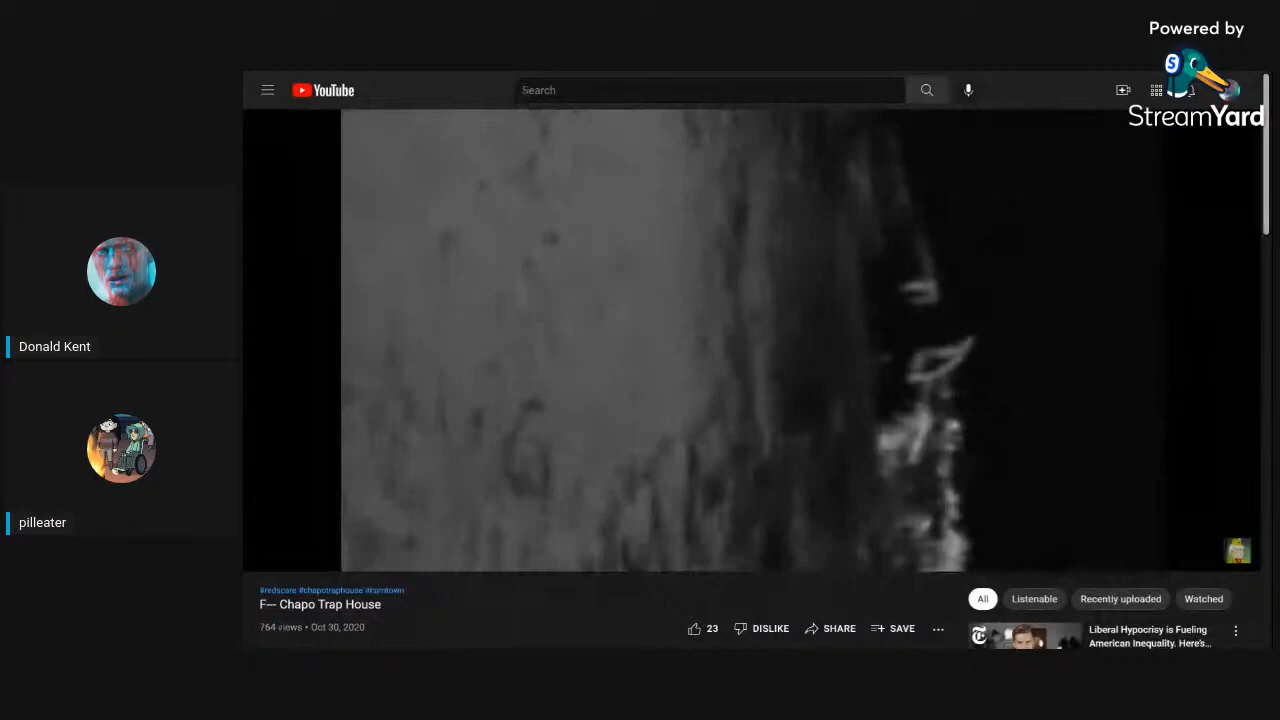 Powered by
StreamYard
YouTube
Search
Donald Kent
pilleater
#redscare #chapotraphouse #cumtown
F— Chapo Trap House
764 views • Oct 30, 2020
23
DISLIKE
SHARE
SAVE
All
Listenable
Recently uploaded
Watched
Liberal Hypocrisy is Fueling
American Inequality. Here's...